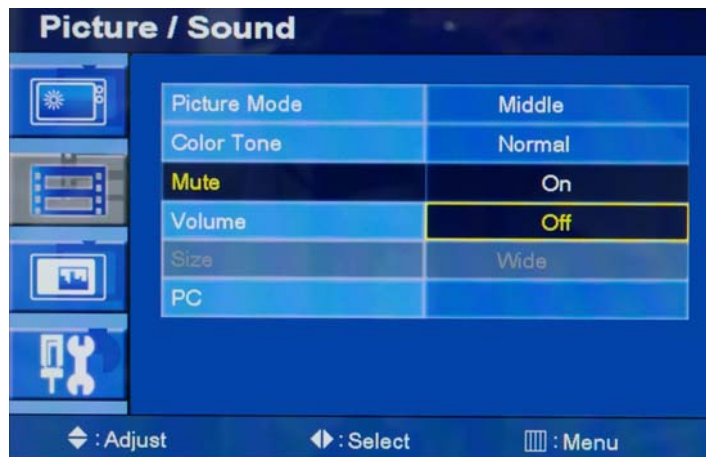 Picture / Sound
Picture Mode Middle
Color Tone Normal
Mute On
Volume Off
Size Wide
PC
: Adjust : Select : Menu